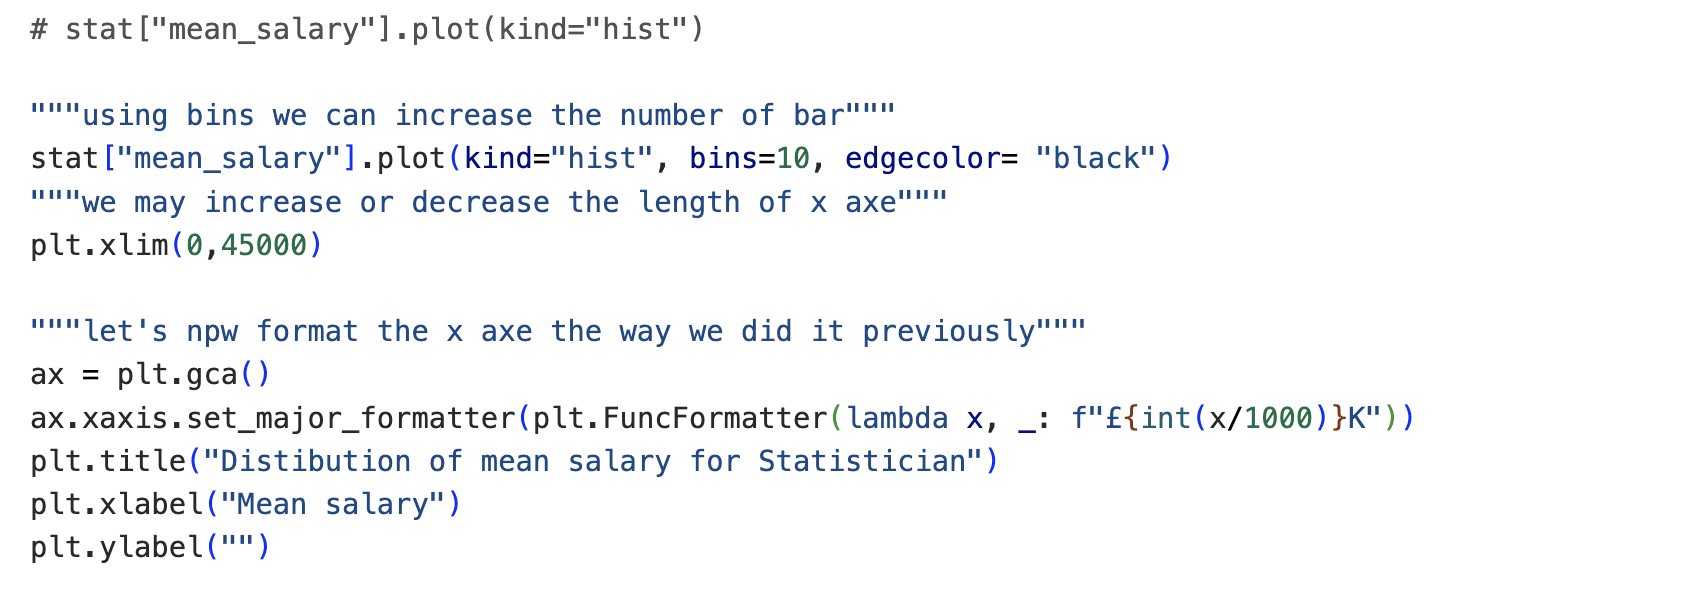 # stat["mean_salary"].plot(kind="hist")
"""using bins we can increase the number of bar"""
stat["mean_salary"].plot(kind="hist", bins=10, edgecolor= "black")
"""we may increase or decrease the length of x axe"""
plt.xlim(0,45000)
"""let's npw format the x axe the way we did it previously"""
ax = plt.gca()
ax.xaxis.set_major_formatter(plt.FuncFormatter(lambda x, _: f"£{int(x/1000)}K"))
plt.title("Distibution of mean salary for Statistician")
plt.xlabel("Mean salary")
plt.ylabel("")